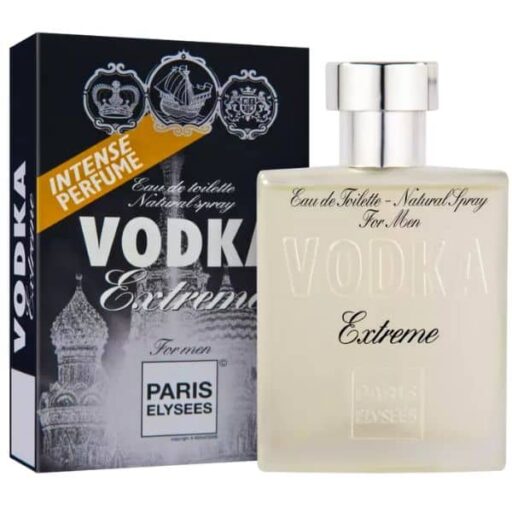 VODKA
Extreme
INTENSE
PERFUME
Eau de toilette
Natural spray
VODKA
Extreme
For men
PARIS
ELYSEES
Eau de Toilette - Natural Spray
For Men
VODKA
Extreme
PARIS
ELYSEES